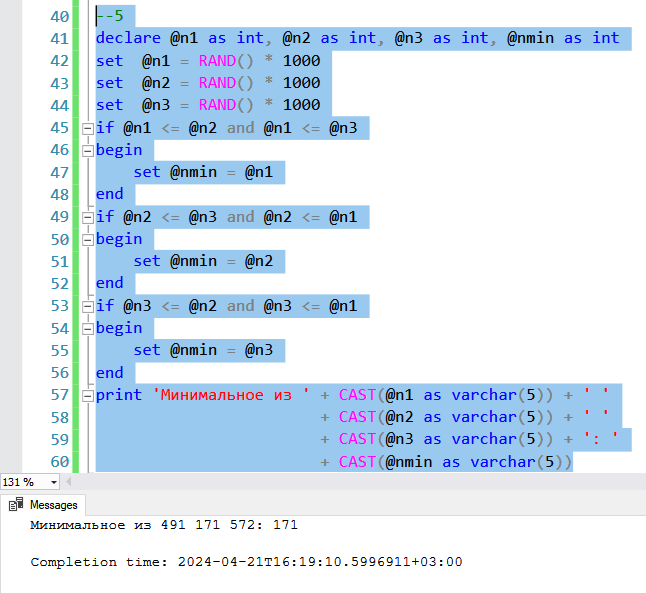 40 --5
41 declare @n1 as int, @n2 as int, @n3 as int, @nmin as int
42 set  @n1 = RAND() * 1000
43 set  @n2 = RAND() * 1000
44 set  @n3 = RAND() * 1000
45 if @n1 <= @n2 and @n1 <= @n3
46 begin
47     set @nmin = @n1
48 end
49 if @n2 <= @n3 and @n2 <= @n1
50 begin
51     set @nmin = @n2
52 end
53 if @n3 <= @n2 and @n3 <= @n1
54 begin
55     set @nmin = @n3
56 end
57 print 'Минимальное из ' + CAST(@n1 as varchar(5)) + ' '
58                         + CAST(@n2 as varchar(5)) + ' '
59                         + CAST(@n3 as varchar(5)) + ': '
60                         + CAST(@nmin as varchar(5))
131 %
Messages
Минимальное из 491 171 572: 171
Completion time: 2024-04-21T16:19:10.5996911+03:00